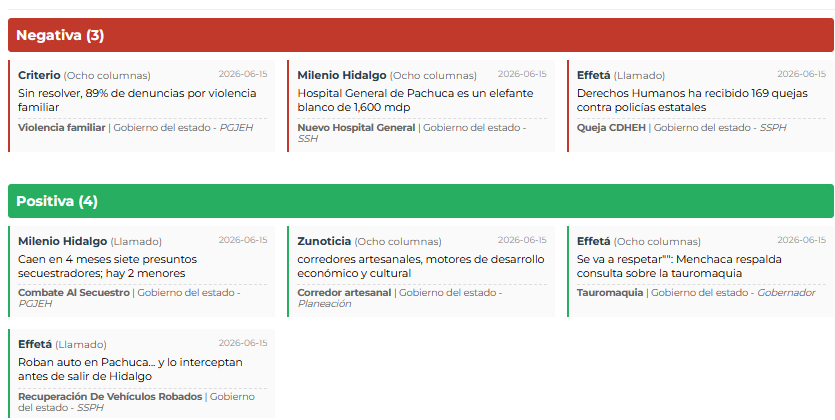 Negativa (3)
Criterio (Ocho columnas) 2026-06-15
Sin resolver, 89% de denuncias por violencia
familiar
Violencia familiar | Gobierno del estado - PGJEH
Milenio Hidalgo (Ocho columnas) 2026-06-15
Hospital General de Pachuca es un elefante
blanco de 1,600 mdp
Nuevo Hospital General | Gobierno del estado -
SSH
Effetá (Llamado) 2026-06-15
Derechos Humanos ha recibido 169 quejas
contra policías estatales
Queja CDHEH | Gobierno del estado - SSPH
Positiva (4)
Milenio Hidalgo (Llamado) 2026-06-15
Caen en 4 meses siete presuntos
secuestradores; hay 2 menores
Combate Al Secuestro | Gobierno del estado -
PGJEH
Zunoticia (Ocho columnas) 2026-06-15
corredores artesanales, motores de desarrollo
económico y cultural
Corredor artesanal | Gobierno del estado -
Planeación
Effetá (Ocho columnas) 2026-06-15
Se va a respetar"": Menchaca respalda
consulta sobre la tauromaquia
Tauromaquia | Gobierno del estado - Gobernador
Effetá (Llamado) 2026-06-15
Roban auto en Pachuca... y lo interceptan
antes de salir de Hidalgo
Recuperación De Vehículos Robados | Gobierno
del estado - SSPH